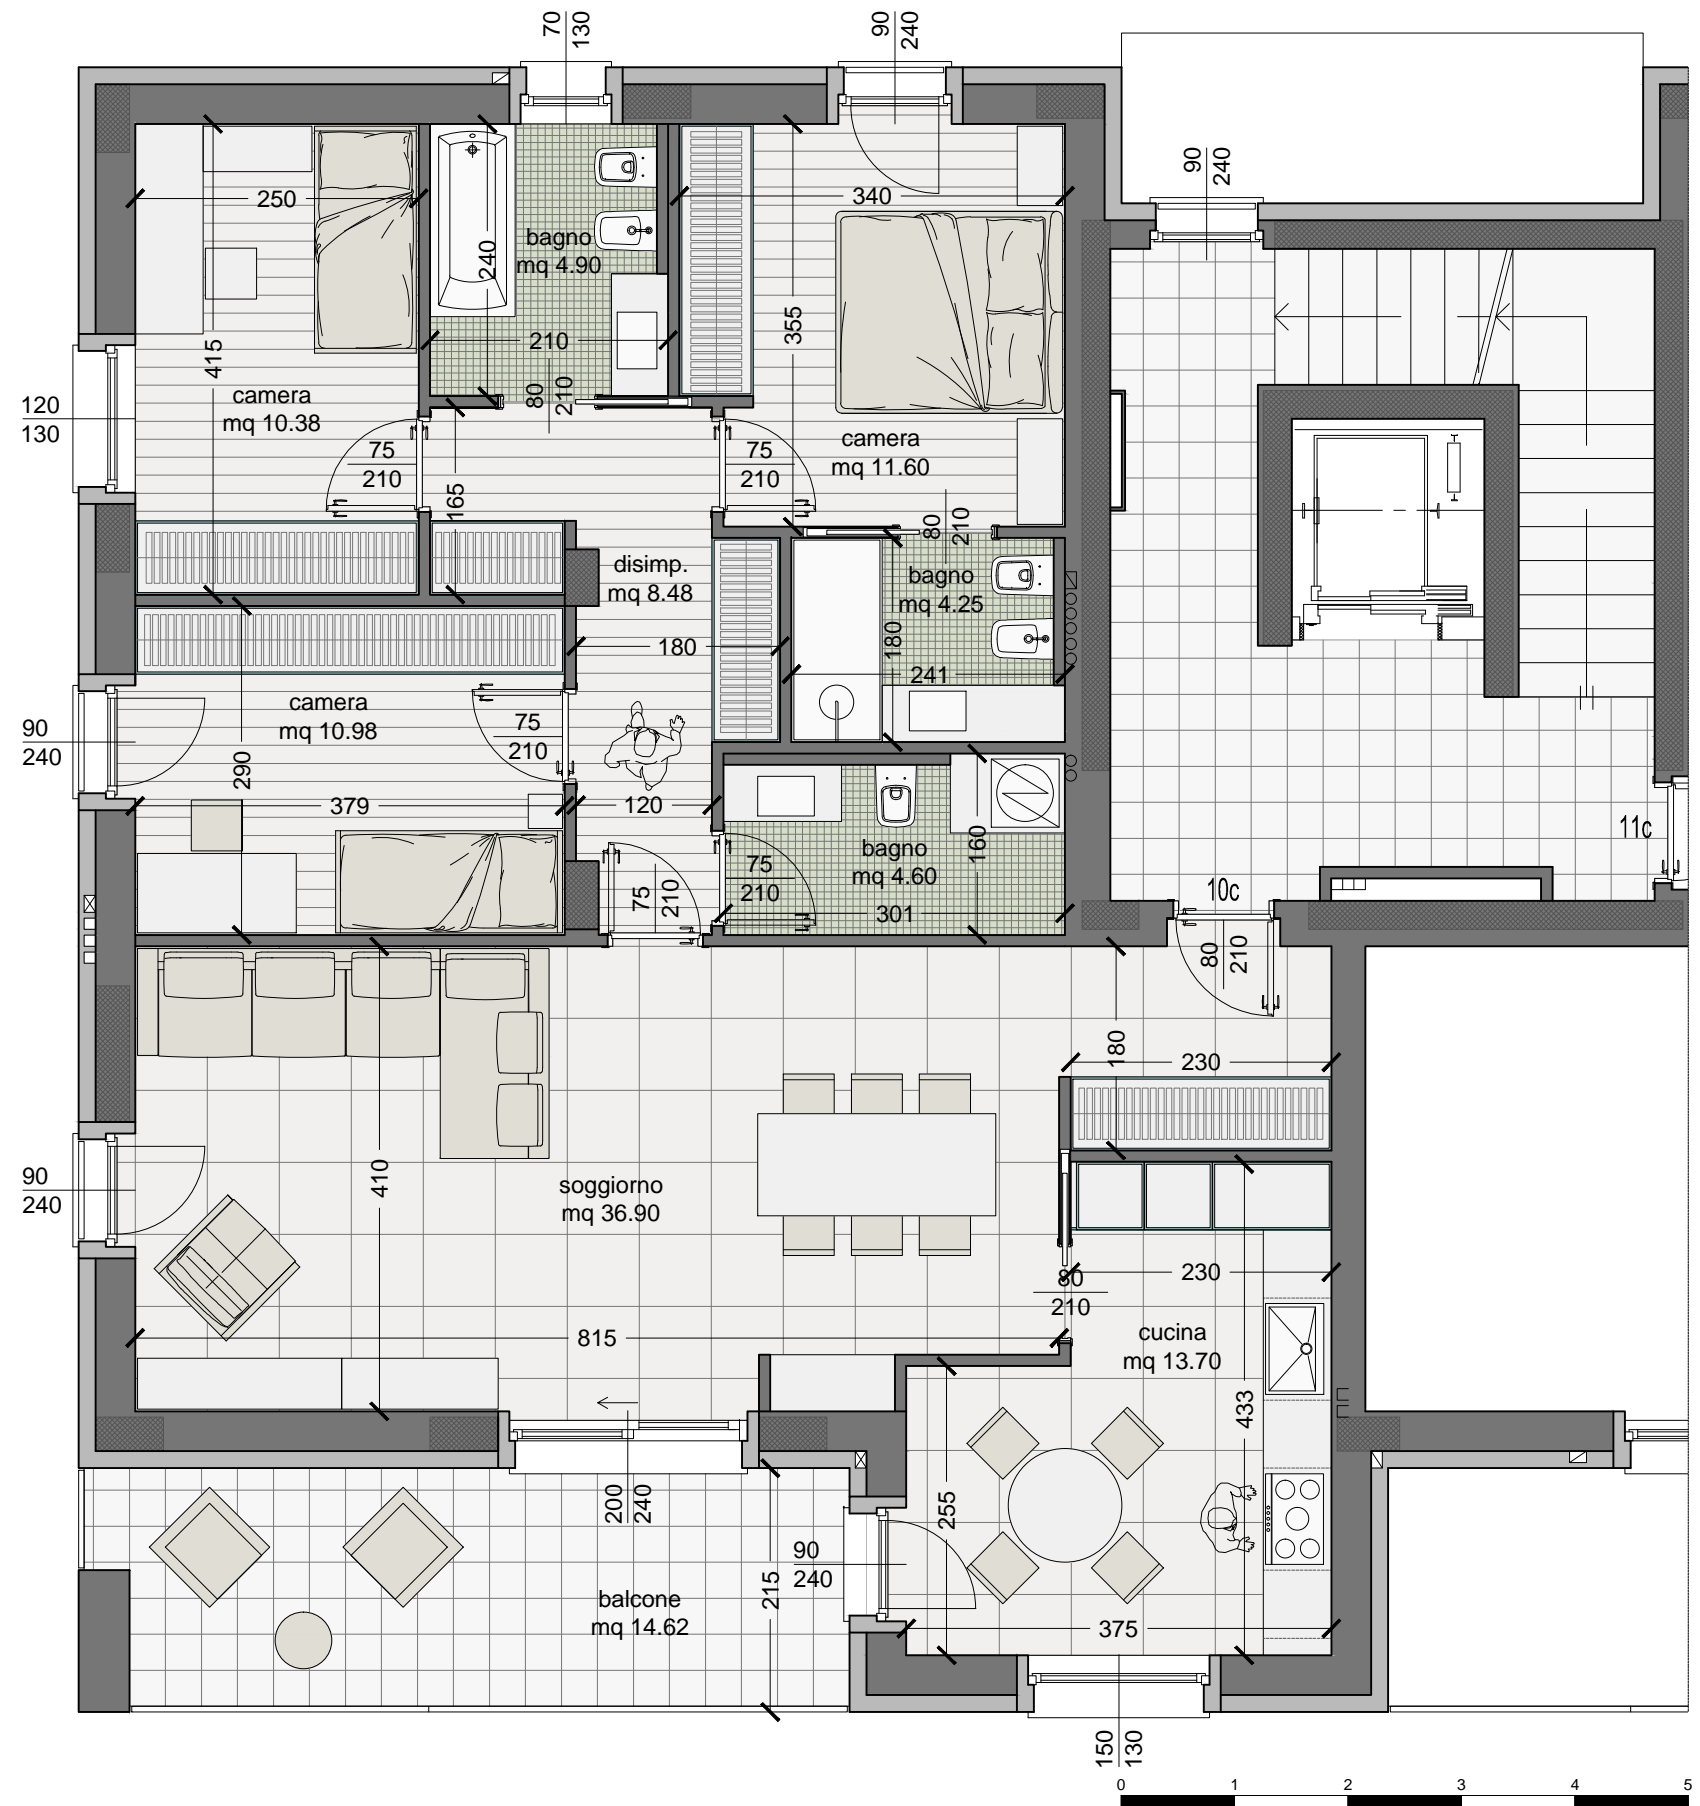 70
130
90
240
90
240
250
240
bagno
mq 4.90
340
355
210
415
camera
mq 10.38
120
130
80
210
75
210
165
75
210
camera
mq 11.60
80
210
disimp.
mq 8.48
bagno
mq 4.25
180
180
241
camera
mq 10.98
90
240
75
210
290
379
120
160
bagno
mq 4.60
75
210
75
210
301
11c
10c
80
210
180
230
90
240
410
soggiorno
mq 36.90
80
210
230
815
cucina
mq 13.70
433
255
200
240
90
240
215
balcone
mq 14.62
375
150
130
0 1 2 3 4 5